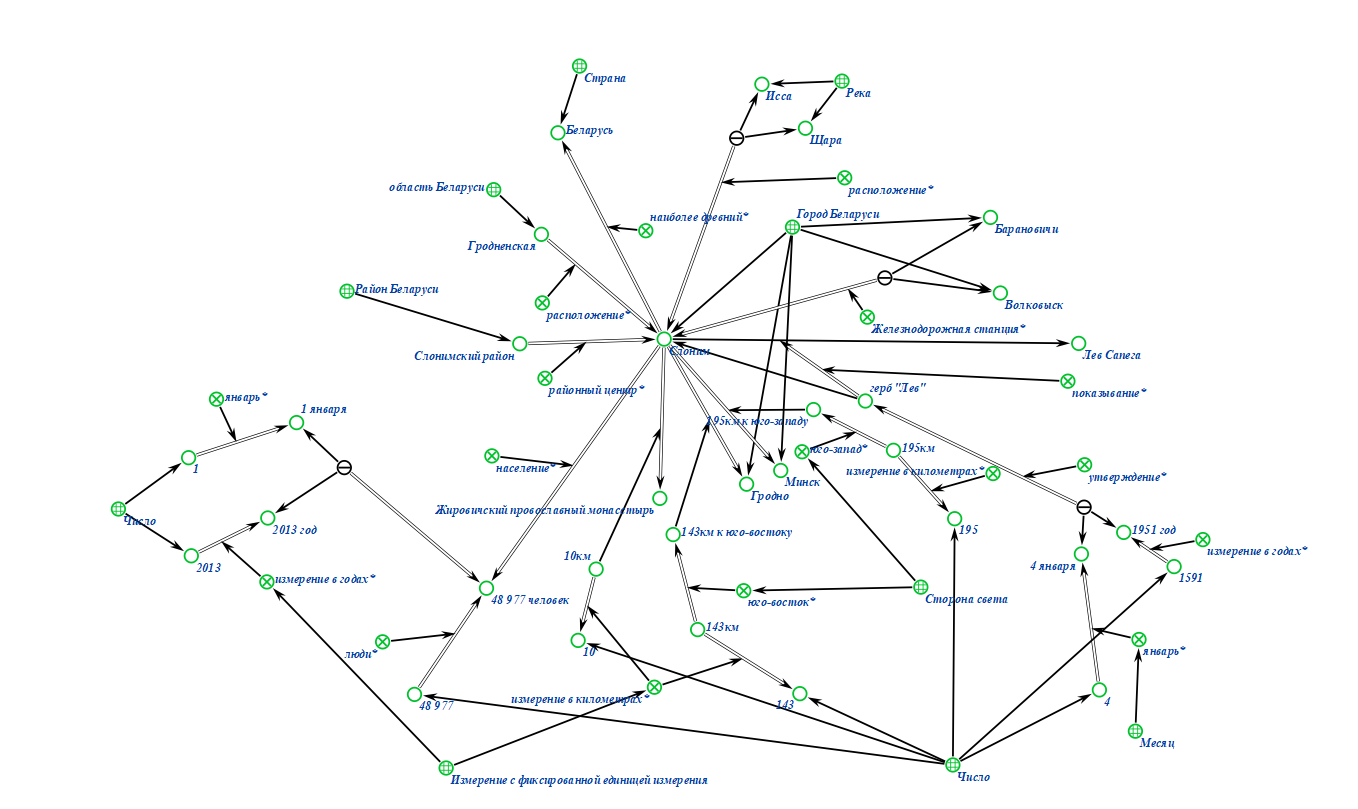 Страна
Исса
Река
Беларусь
Щара
область Беларуси
расположение*
наиболее древний*
Город Беларуси
Барановичи
Гродненская
Район Беларуси
Волковыск
расположение*
Железнодорожная станция*
Слоним
Слонимский район
Лев Сапега
районный центр*
герб "Лев"
показывание*
январь*
1 января
195км к юго-западу
юго-запад*
195км
население*
1
измерение в километрах*
утверждение*
Минск
Гродно
Жировичский провославный монастырь
Число
2013 год
143км к юго-востоку
195
1951 год
измерение в годах*
10км
2013
4 января
1591
измерение в годах*
48 977 человек
юго-восток*
Сторона света
143км
люди*
10
январь*
измерение в километрах*
48 977
143
4
Месяц
Измерение с фиксированной единицей измерения
Число